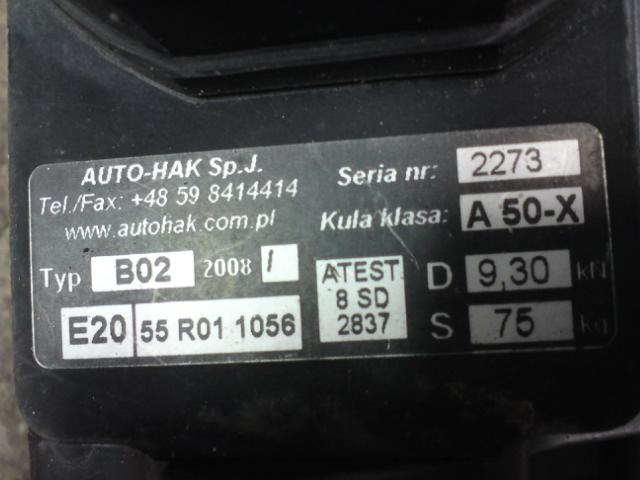 AUTO-HAK Sp.J.
Tel./Fax: +48 59 8414414
www.autohak.com.pl
Typ B02 2008 /
E20 55 R01 1056
ATEST
8 SD
2837
Seria nr: 2273
Kula klasa: A 50-X
D 9,30 kN
S 75 kg